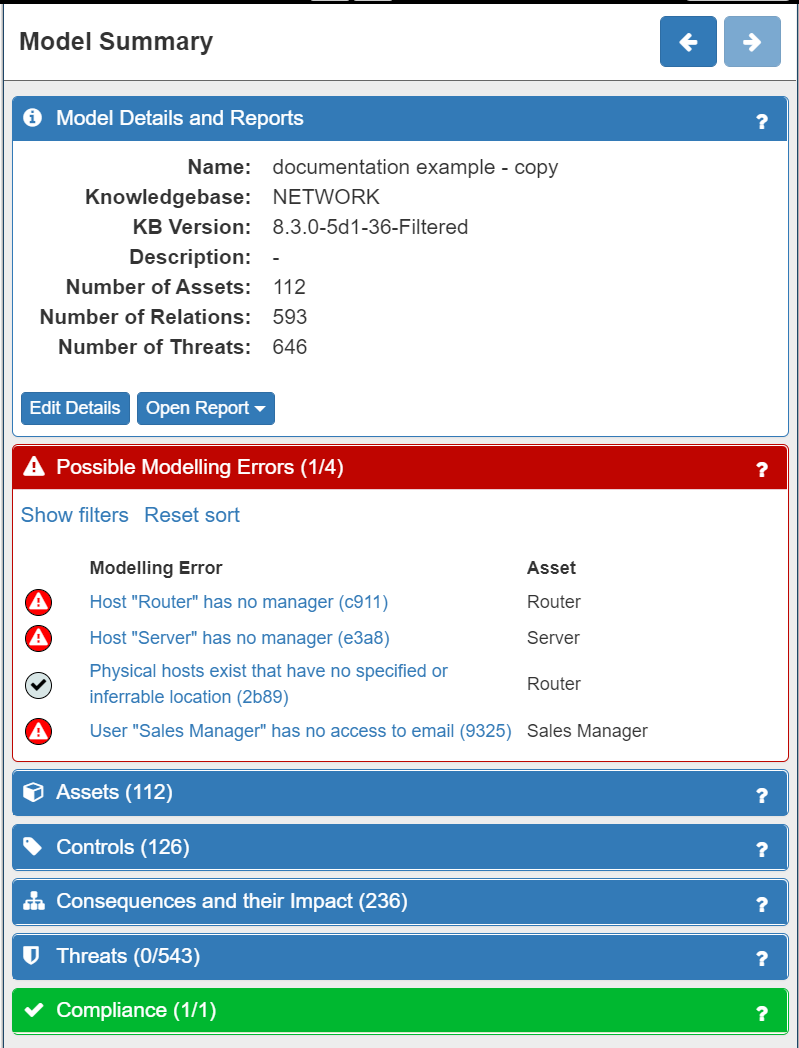 Model Summary
Model Details and Reports ?
Name: documentation example - copy
Knowledgebase: NETWORK
KB Version: 8.3.0-5d1-36-Filtered
Description: -
Number of Assets: 112
Number of Relations: 593
Number of Threats: 646
Edit Details Open Report
Possible Modelling Errors (1/4) ?
Show filters Reset sort
Modelling Error Asset
Host "Router" has no manager (c911) Router
Host "Server" has no manager (e3a8) Server
Physical hosts exist that have no specified or
inferrable location (2b89)
Router
User "Sales Manager" has no access to email (9325) Sales Manager
Assets (112) ?
Controls (126) ?
Consequences and their Impact (236) ?
Threats (0/543) ?
Compliance (1/1) ?